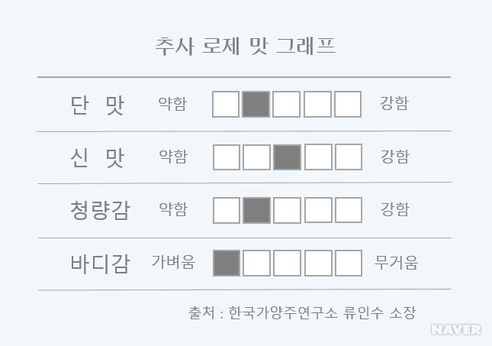 추사 로제 맛 그래프
단 맛 약함 강함
신 맛 약함 강함
청량감 약함 강함
바디감 가벼움 무거움
출처 : 한국가양주연구소 류인수 소장
NAVER